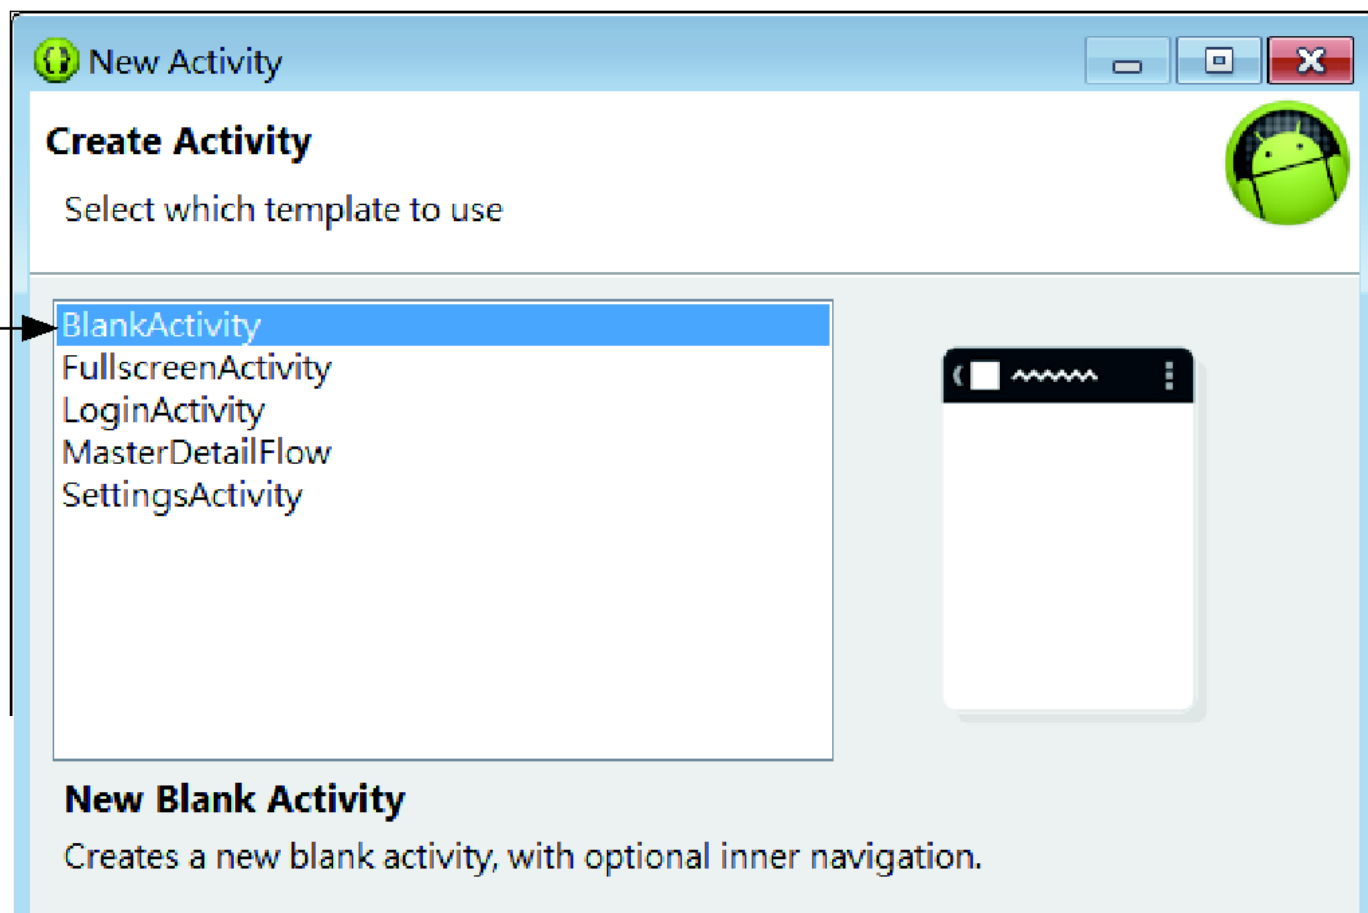 New Activity
Create Activity
Select which template to use
BlankActivity
FullscreenActivity
LoginActivity
MasterDetailFlow
SettingsActivity
New Blank Activity
Creates a new blank activity, with optional inner navigation.